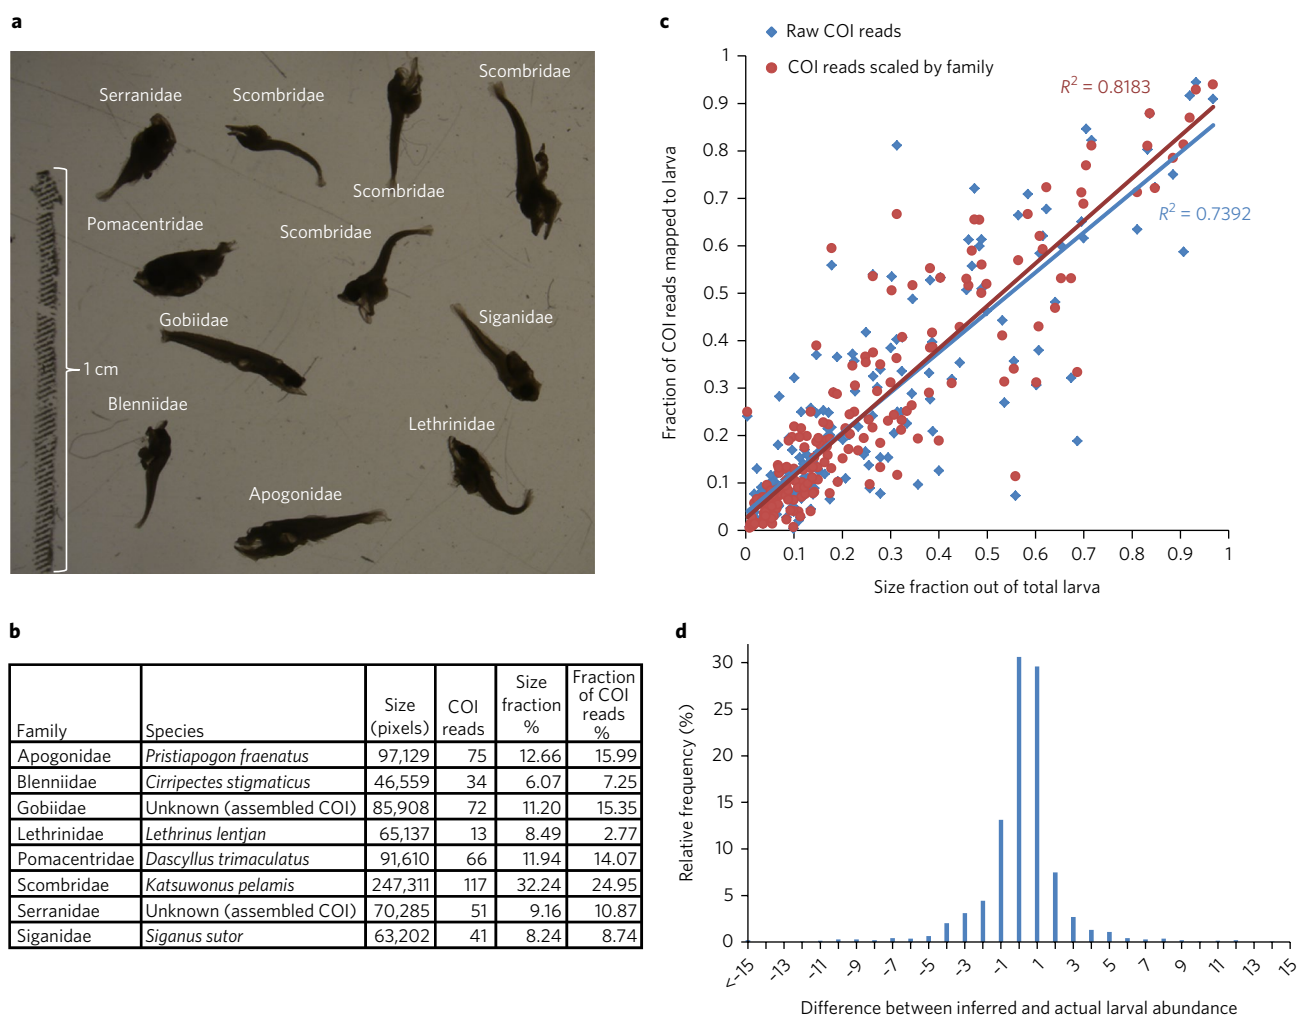 a
Serranidae
Scombridae
Scombridae
Scombridae
Pomacentridae
Scombridae
Gobiidae
Siganidae
1 cm
Blenniidae
Lethrinidae
Apogonidae
b
Family Species Size (pixels) COI reads Size fraction % Fraction of COI reads %
Apogonidae Pristiapogon fraenatus 97,129 75 12.66 15.99
Blenniidae Cirripectes stigmaticus 46,559 34 6.07 7.25
Gobiidae Unknown (assembled COI) 85,908 72 11.20 15.35
Lethrinidae Lethrinus lentjan 65,137 13 8.49 2.77
Pomacentridae Dascyllus trimaculatus 91,610 66 11.94 14.07
Scombridae Katsuwonus pelamis 247,311 117 32.24 24.95
Serranidae Unknown (assembled COI) 70,285 51 9.16 10.87
Siganidae Siganus sutor 63,202 41 8.24 8.74
c
Raw COI reads
COI reads scaled by family
R² = 0.8183
R² = 0.7392
Fraction of COI reads mapped to larva
1
0.9
0.8
0.7
0.6
0.5
0.4
0.3
0.2
0.1
0
0 0.1 0.2 0.3 0.4 0.5 0.6 0.7 0.8 0.9 1
Size fraction out of total larva
d
Relative frequency (%)
30
25
20
15
10
5
0
<-15 -13 -11 -9 -7 -5 -3 -1 1 3 5 7 9 11 13 15
Difference between inferred and actual larval abundance